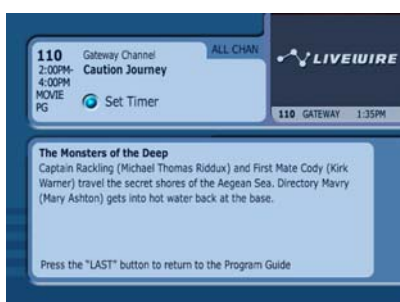 110 Gateway Channel ALL CHAN
2:00PM- Caution Journey
4:00PM
MOVIE
PG Set Timer
LIVEWIRE
110 GATEWAY 1:35PM
The Monsters of the Deep
Captain Rackling (Michael Thomas Riddux) and First Mate Cody (Kirk
Warner) travel the secret shores of the Aegean Sea. Directory Mavry
(Mary Ashton) gets into hot water back at the base.
Press the "LAST" button to return to the Program Guide